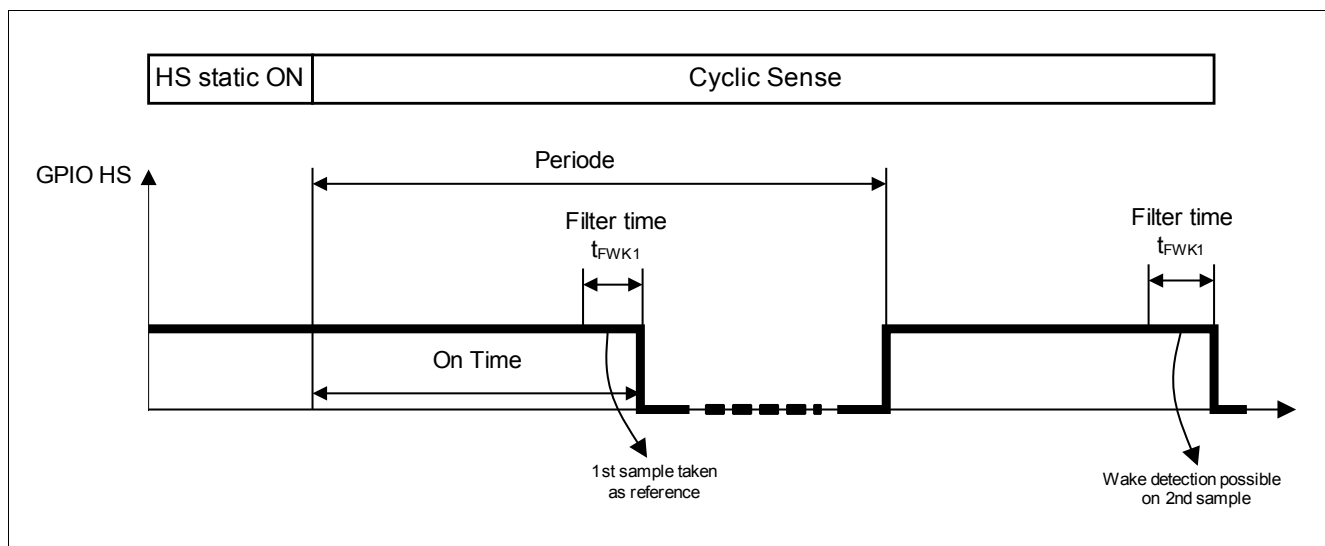 HS static ON
Cyclic Sense
Periode
GPIO HS
Filter time
tFWK1
Filter time
tFWK1
On Time
1st sample taken
as reference
Wake detection possible
on 2nd sample